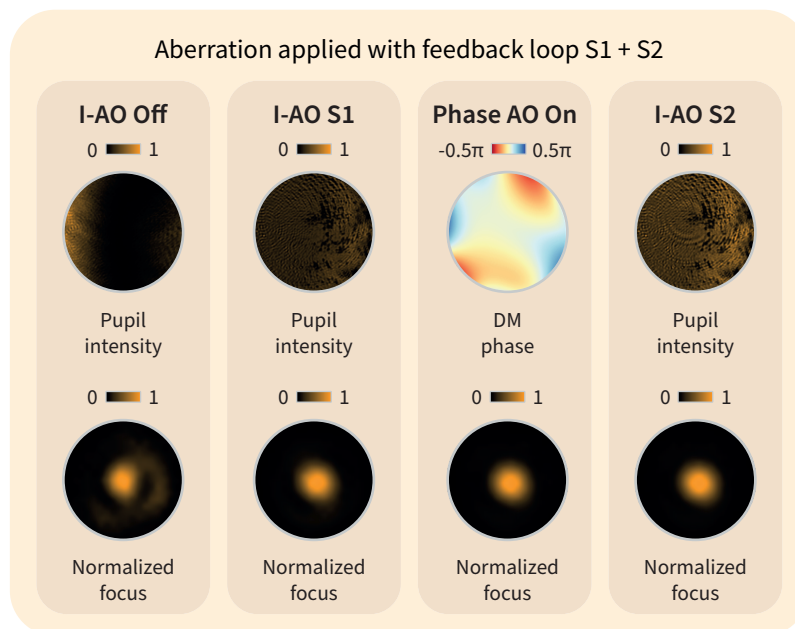 Aberration applied with feedback loop S1 + S2
I-AO Off
0 1
Pupil
intensity
0 1
Normalized
focus
I-AO S1
0 1
Pupil
intensity
0 1
Normalized
focus
Phase AO On
-0.5π 0.5π
DM
phase
0 1
Normalized
focus
I-AO S2
0 1
Pupil
intensity
0 1
Normalized
focus